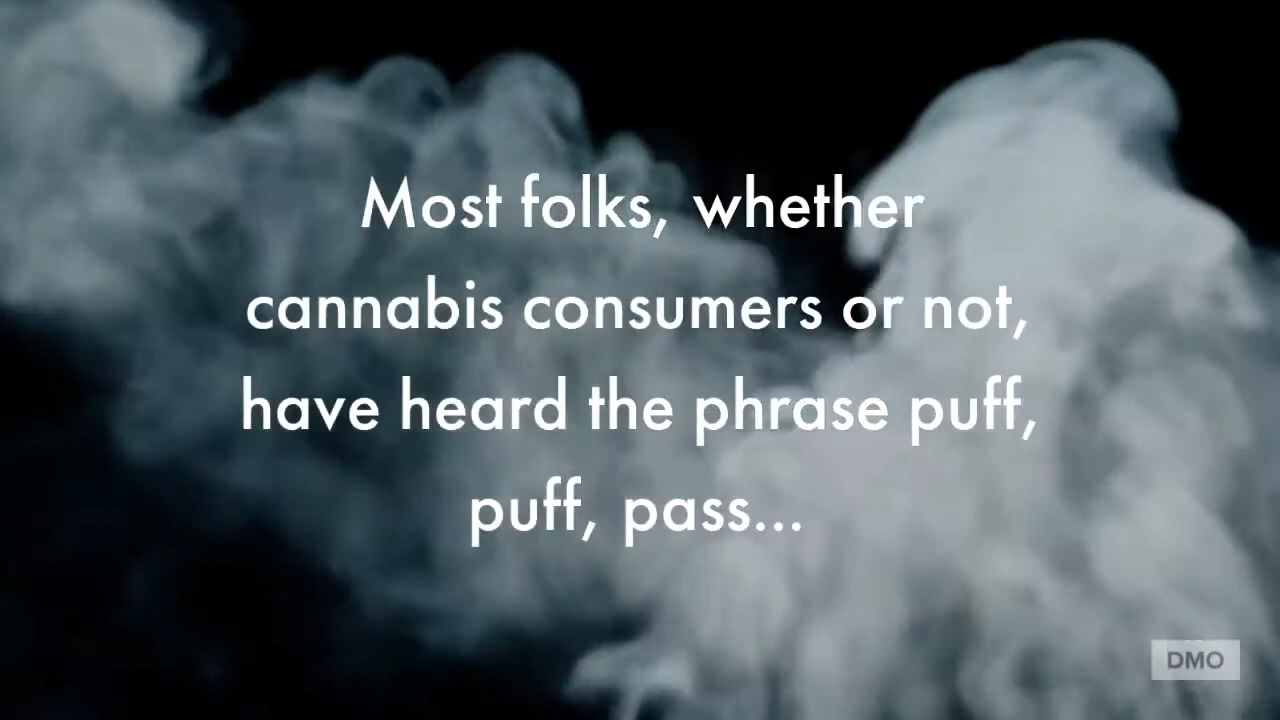 Most folks, whether
cannabis consumers or not,
have heard the phrase puff,
puff, pass...
DMO